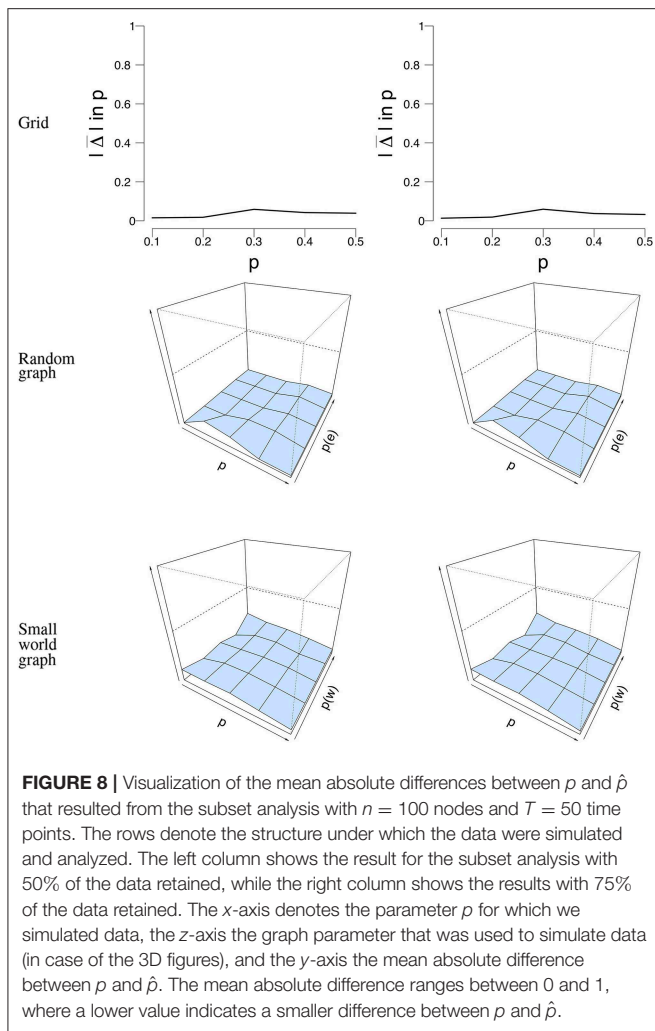 1
0.8
0.6
0.4
0.2
0
| Δ̅ | in p
0.1 0.2 0.3 0.4 0.5
p
1
0.8
0.6
0.4
0.2
0
| Δ̅ | in p
0.1 0.2 0.3 0.4 0.5
p
Grid
Random
graph
p
p(e)
p
p(e)
Small
world
graph
p
p(w)
p
p(w)
FIGURE 8 | Visualization of the mean absolute differences between p and p̂
that resulted from the subset analysis with n = 100 nodes and T = 50 time
points. The rows denote the structure under which the data were simulated
and analyzed. The left column shows the result for the subset analysis with
50% of the data retained, while the right column shows the results with 75%
of the data retained. The x-axis denotes the parameter p for which we
simulated data, the z-axis the graph parameter that was used to simulate data
(in case of the 3D figures), and the y-axis the mean absolute difference
between p and p̂. The mean absolute difference ranges between 0 and 1,
where a lower value indicates a smaller difference between p and p̂.